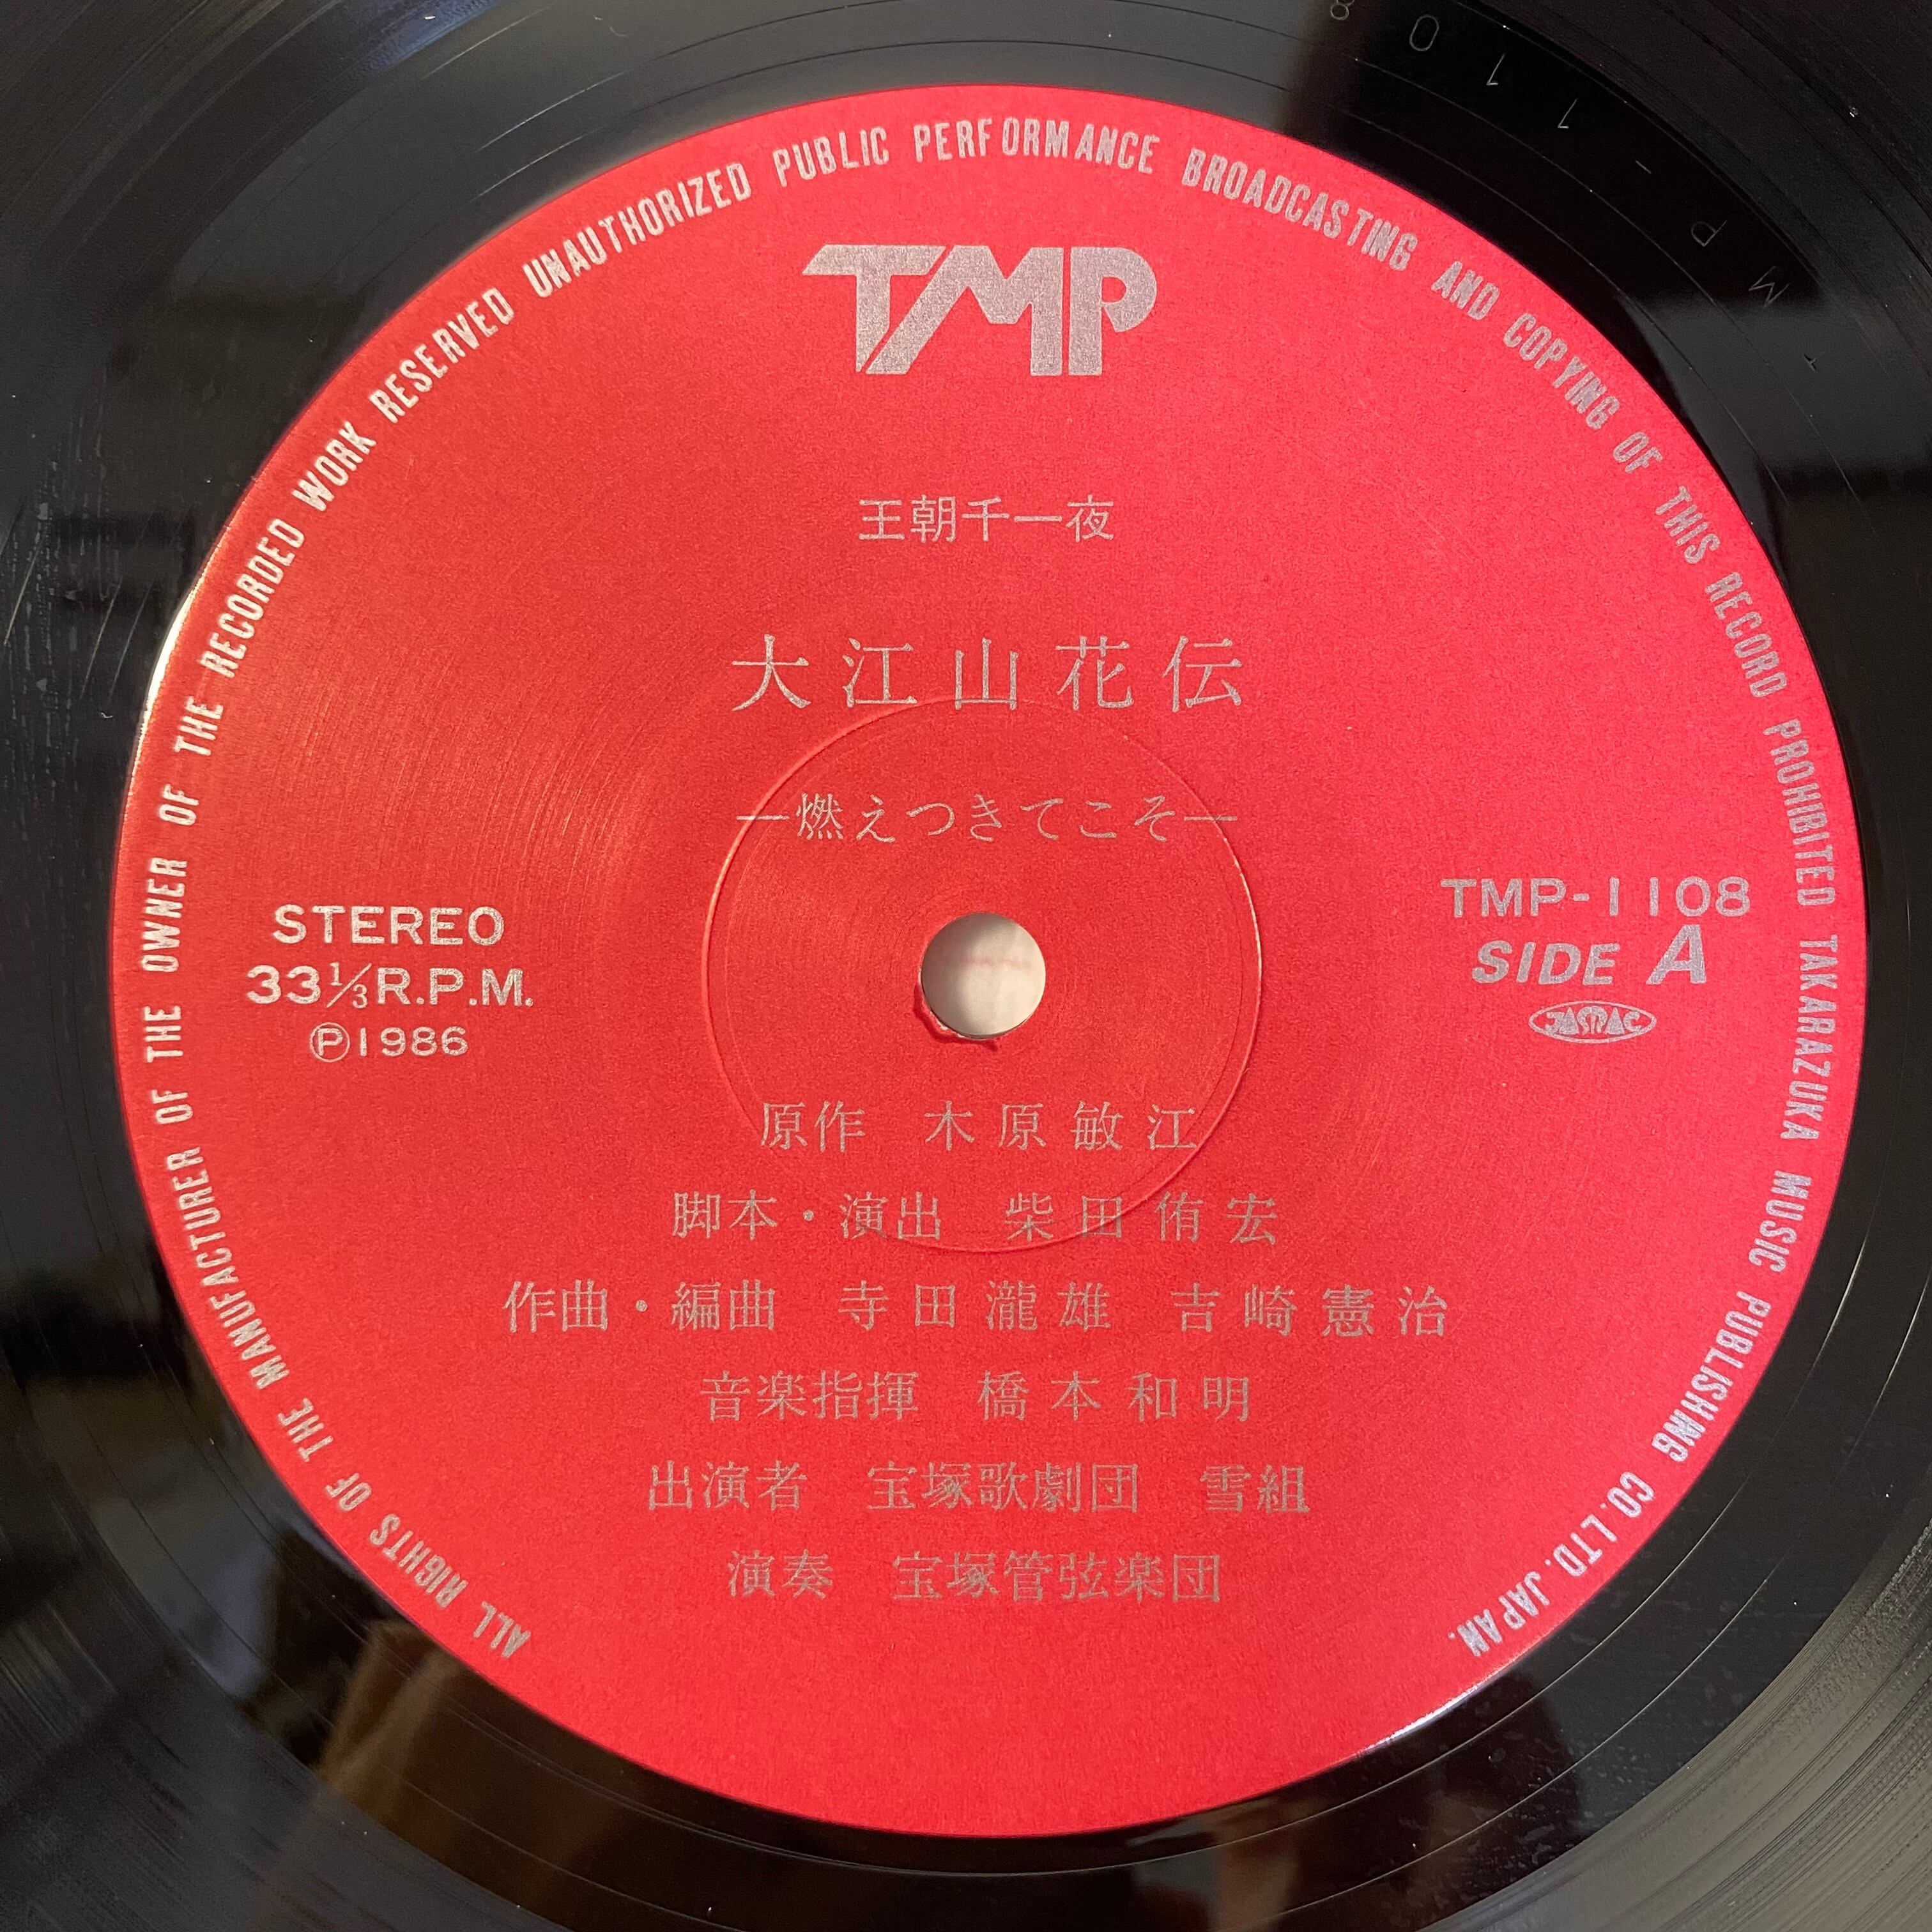 ALL RIGHTS OF THE MANUFACTURER OF THE OWNER OF THE RECORDED WORK RESERVED UNAUTHORIZED PUBLIC PERFORMANCE BROADCASTING AND COPYING OF THIS RECORD PROHIBITED TAKARAZUKA MUSIC PUBLISHING CO.LTD. JAPAN.
TMP
王朝千一夜
大江山花伝
—燃えつきてこそ—
STEREO
33⅓R.P.M.
Ⓟ1986
TMP-1108
SIDE A
JASRAC
原作 木原敏江
脚本・演出 柴田侑宏
作曲・編曲 寺田瀧雄 吉崎憲治
音楽指揮 橋本和明
出演者 宝塚歌劇団 雪組
演奏 宝塚管弦楽団